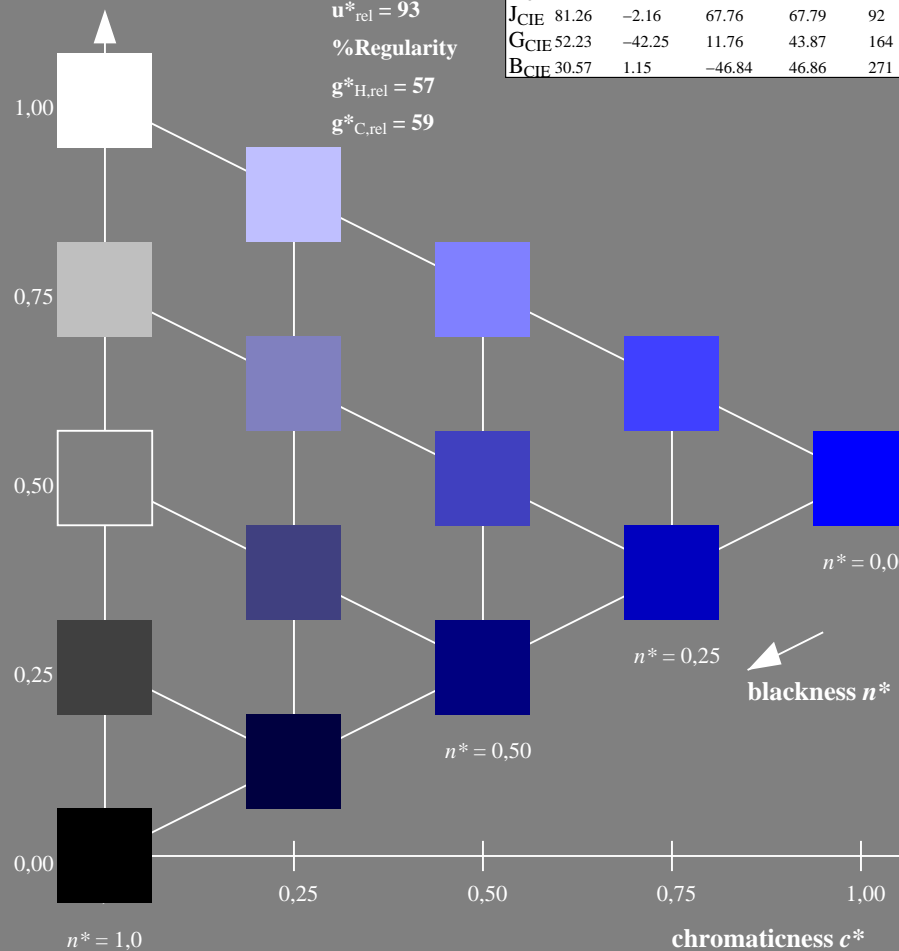 u*rel = 93
%Regularity
g*H,rel = 57
g*C,rel = 59
JCIE 81.26 −2.16 67.76 67.79 92
GCIE 52.23 −42.25 11.76 43.87 164
BCIE 30.57 1.15 −46.84 46.86 271
1,00
0,75
0,50
0,25
0,00
n* = 0,0
n* = 0,25
blackness n*
n* = 0,50
0,25 0,50 0,75 1,00
n* = 1,0
chromaticness c*